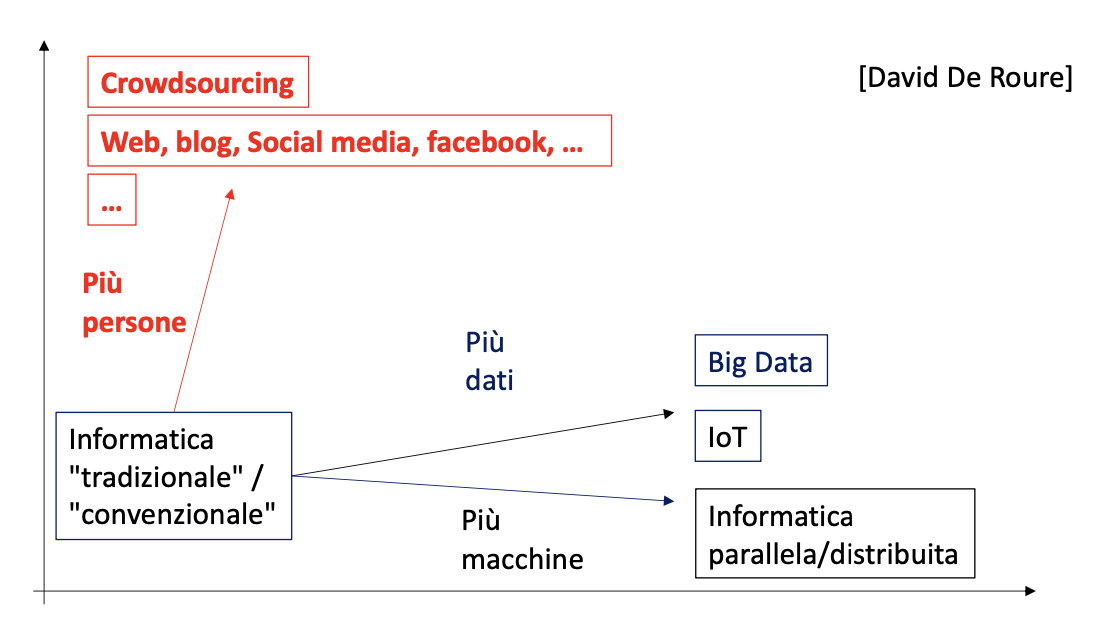 Crowdsourcing
[David De Roure]
Web, blog, Social media, facebook, …
…
Più
persone
Più
dati
Big Data
Informatica
"tradizionale" /
"convenzionale"
IoT
Più
macchine
Informatica
parallela/distribuita